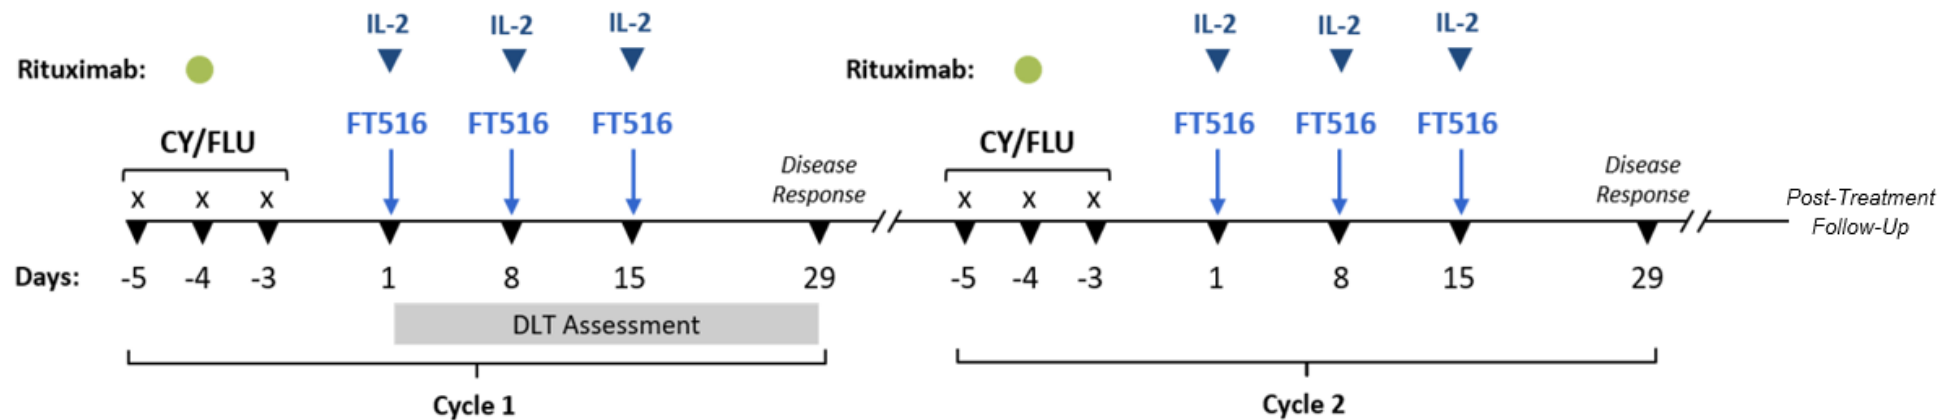 IL-2 IL-2 IL-2 IL-2 IL-2 IL-2
Rituximab: Rituximab:
FT516 FT516 FT516 FT516 FT516 FT516
CY/FLU CY/FLU
Disease Disease
Response Response
x x x x x x
Post-Treatment
Follow-Up
Days: -5 -4 -3 1 8 15 29 -5 -4 -3 1 8 15 29
DLT Assessment
Cycle 1 Cycle 2